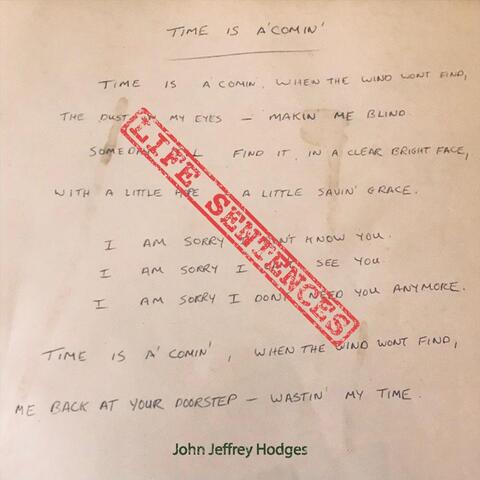 TIME IS A'COMIN'
TIME IS A'COMIN, WHEN THE WIND WONT FIND,
THE DUST MY EYES – MAKIN ME BLIND.
SOMEDAY FIND IT, IN A CLEAR BRIGHT FACE,
WITH A LITTLE A LITTLE SAVIN' GRACE.
I AM SORRY KNOW YOU.
I AM SORRY I SEE YOU
I AM SORRY I DONT NEED YOU ANYMORE.
TIME IS A'COMIN', WHEN THE WIND WONT FIND,
ME BACK AT YOUR DOORSTEP – WASTIN' MY TIME.
LIFE SENTENCES
John Jeffrey Hodges